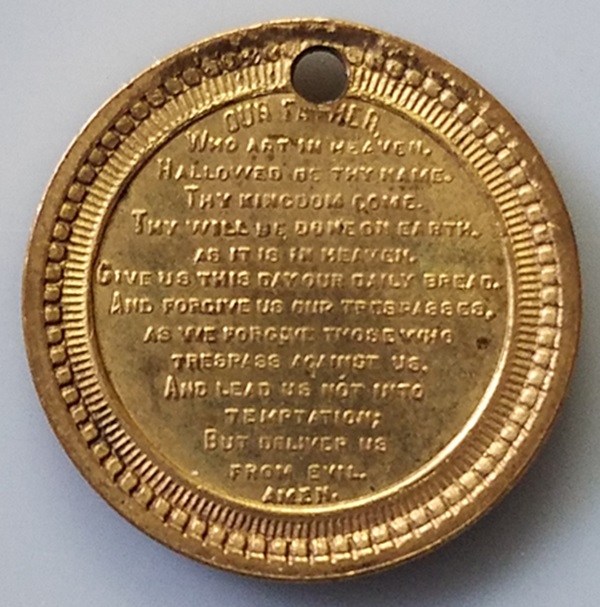 OUR FATHER,
WHO ART IN HEAVEN.
HALLOWED BE THY NAME.
THY KINGDOM COME.
THY WILL BE DONE ON EARTH.
AS IT IS IN HEAVEN.
GIVE US THIS DAY OUR DAILY BREAD.
AND FORGIVE US OUR TRESPASSES,
AS WE FORGIVE THOSE WHO
TRESPASS AGAINST US.
AND LEAD US NOT INTO
TEMPTATION;
BUT DELIVER US
FROM EVIL.
AMEN.